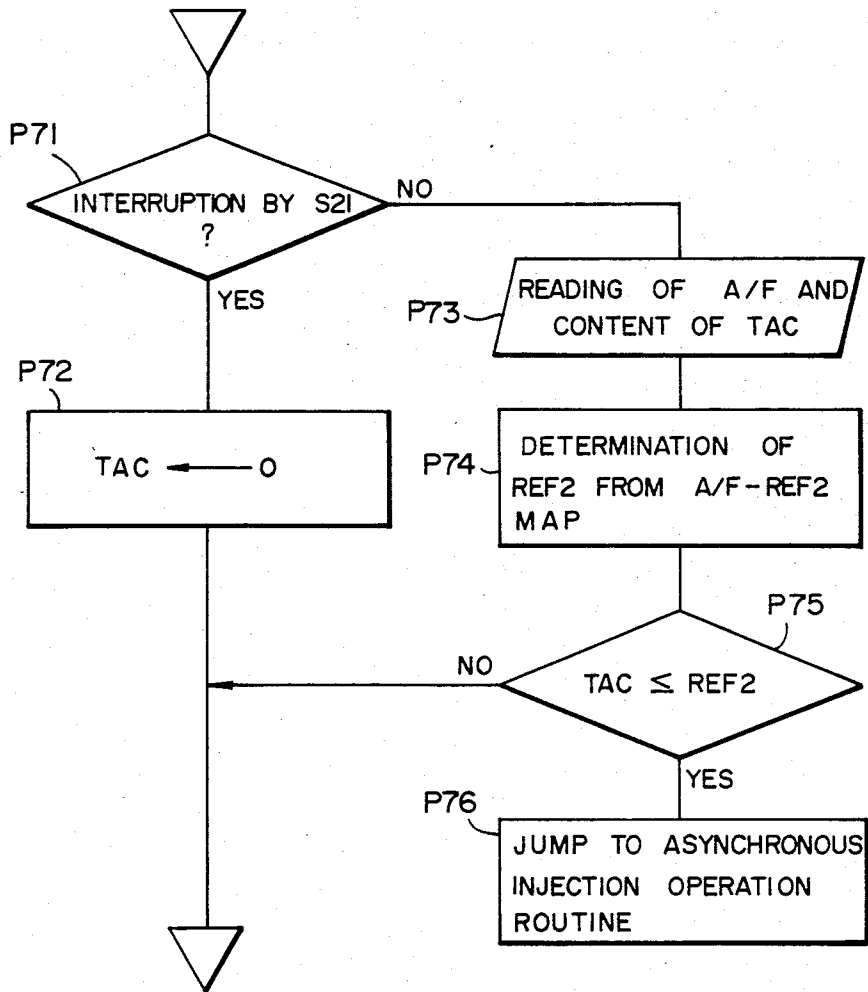 P71
INTERRUPTION BY S21
?
NO
YES
P72
TAC ← 0
P73
READING OF A/F AND
CONTENT OF TAC
P74
DETERMINATION OF
REF2 FROM A/F-REF2
MAP
P75
TAC ≤ REF2
NO
YES
P76
JUMP TO ASYNCHRONOUS
INJECTION OPERATION
ROUTINE